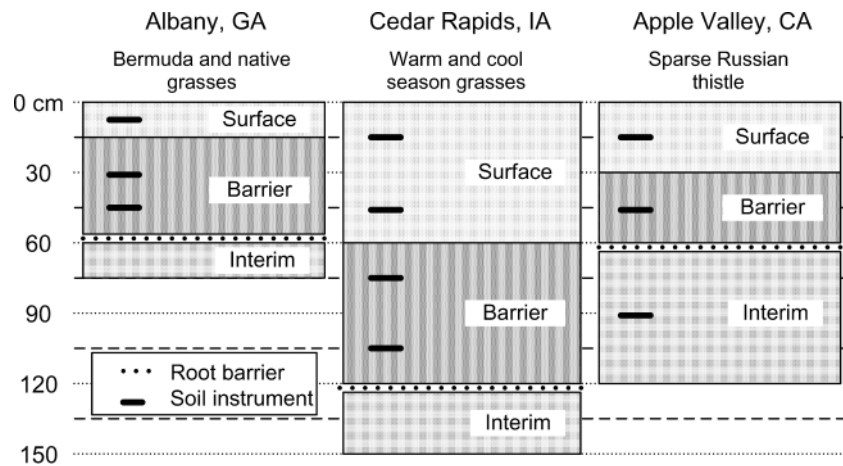 Albany, GA
Cedar Rapids, IA
Apple Valley, CA
Bermuda and native
grasses
Warm and cool
season grasses
Sparse Russian
thistle
0 cm
30
60
90
120
150
Surface
Barrier
Interim
Surface
Barrier
Interim
Surface
Barrier
Interim
Root barrier
Soil instrument